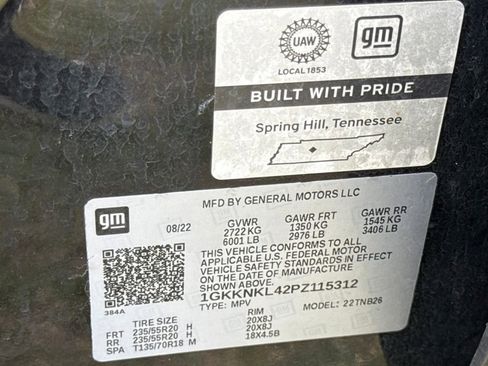 UAW
gm
LOCAL 1853
BUILT WITH PRIDE
Spring Hill, Tennessee
gm
MFD BY GENERAL MOTORS LLC
08/22 GVWR GAWR FRT GAWR RR
2722 KG 1350 KG 1545 KG
6001 LB 2976 LB 3406 LB
THIS VEHICLE CONFORMS TO ALL
APPLICABLE U.S. FEDERAL MOTOR
VEHICLE SAFETY STANDARDS IN EFFECT
ON THE DATE OF MANUFACTURE SHOWN ABOVE.
1GKKNKL42PZ115312
384A
TYPE: MPV MODEL: 22TNB26
TIRE SIZE RIM
FRT 235/55R20 H 20X8J
RR 235/55R20 H 20X8J
SPA T135/70R18 M 18X4.5B